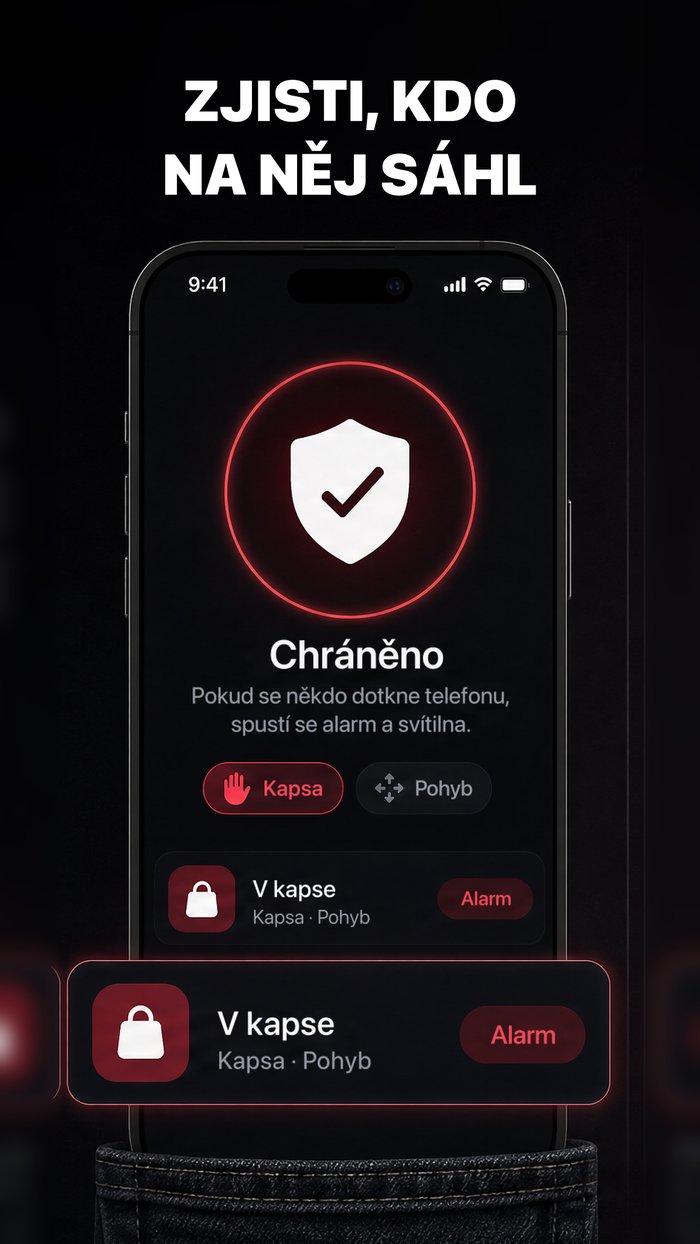 ZJISTI, KDO
NA NĚJ SÁHL
9:41
Chráněno
Pokud se někdo dotkne telefonu,
spustí se alarm a svítilna.
Kapsa
Pohyb
V kapse
Kapsa · Pohyb
Alarm
V kapse
Kapsa · Pohyb
Alarm